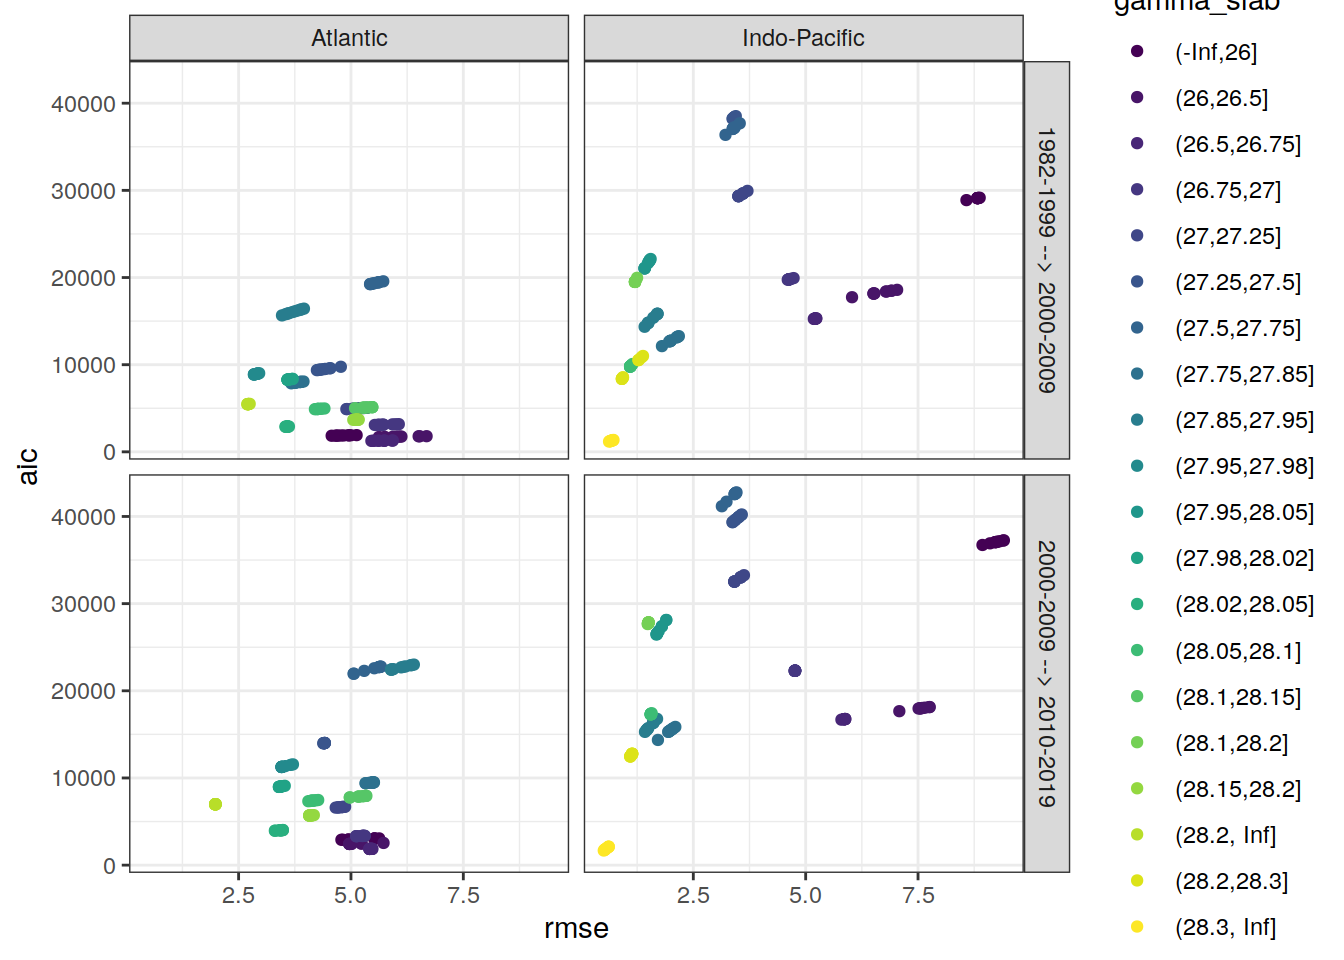 Atlantic
Indo-Pacific
40000
30000
20000
10000
0
1982-1999 --> 2000-2009
40000
30000
20000
10000
0
2000-2009 --> 2010-2019
2.5 5.0 7.5
2.5 5.0 7.5
rmse
aic
gamma_slab
(-Inf,26]
(26,26.5]
(26.5,26.75]
(26.75,27]
(27,27.25]
(27.25,27.5]
(27.5,27.75]
(27.75,27.85]
(27.85,27.95]
(27.95,27.98]
(27.95,28.05]
(27.98,28.02]
(28.02,28.05]
(28.05,28.1]
(28.1,28.15]
(28.1,28.2]
(28.15,28.2]
(28.2, Inf]
(28.2,28.3]
(28.3, Inf]